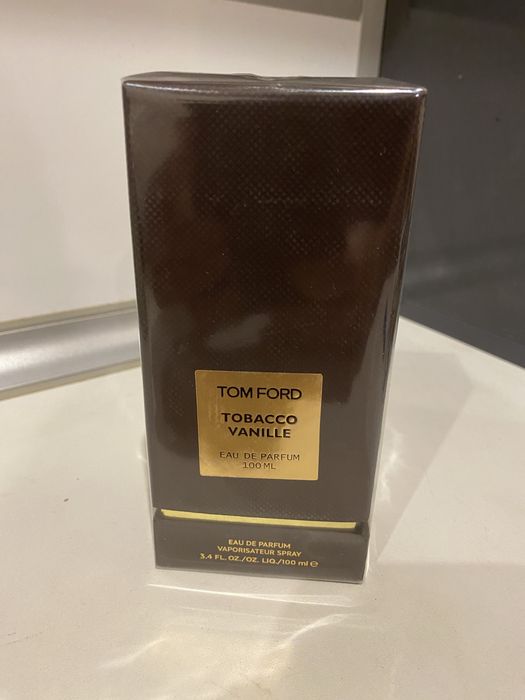 TOM FORD
TOBACCO
VANILLE
EAU DE PARFUM
100 ML
EAU DE PARFUM
VAPORISATEUR SPRAY
3.4 FL. OZ./OZ. LIQ./100 ml ℮